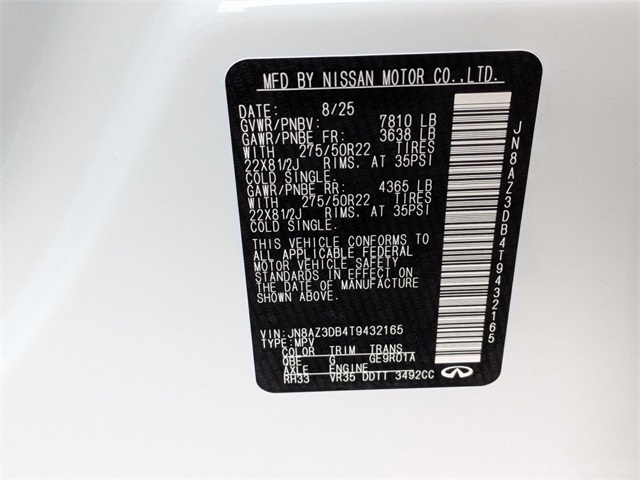 MFD BY NISSAN MOTOR CO.,LTD.
DATE: 8/25
GVWR/PNBV: 7810 LB
GAWR/PNBE FR: 3638 LB
WITH 275/50R22 TIRES
22X81/2J RIMS. AT 35PSI
COLD SINGLE.
GAWR/PNBE RR: 4365 LB
WITH 275/50R22 TIRES
22X81/2J RIMS. AT 35PSI
COLD SINGLE.
THIS VEHICLE CONFORMS TO
ALL APPLICABLE FEDERAL
MOTOR VEHICLE SAFETY
STANDARDS IN EFFECT ON
THE DATE OF MANUFACTURE
SHOWN ABOVE.
VIN:JN8AZ3DB4T9432165
TYPE:MPV
COLOR TRIM TRANS
QBE G GE9R01A
AXLE ENGINE
RH33 VR35 DDTT 3492CC
JN8AZ3DB4T9432165